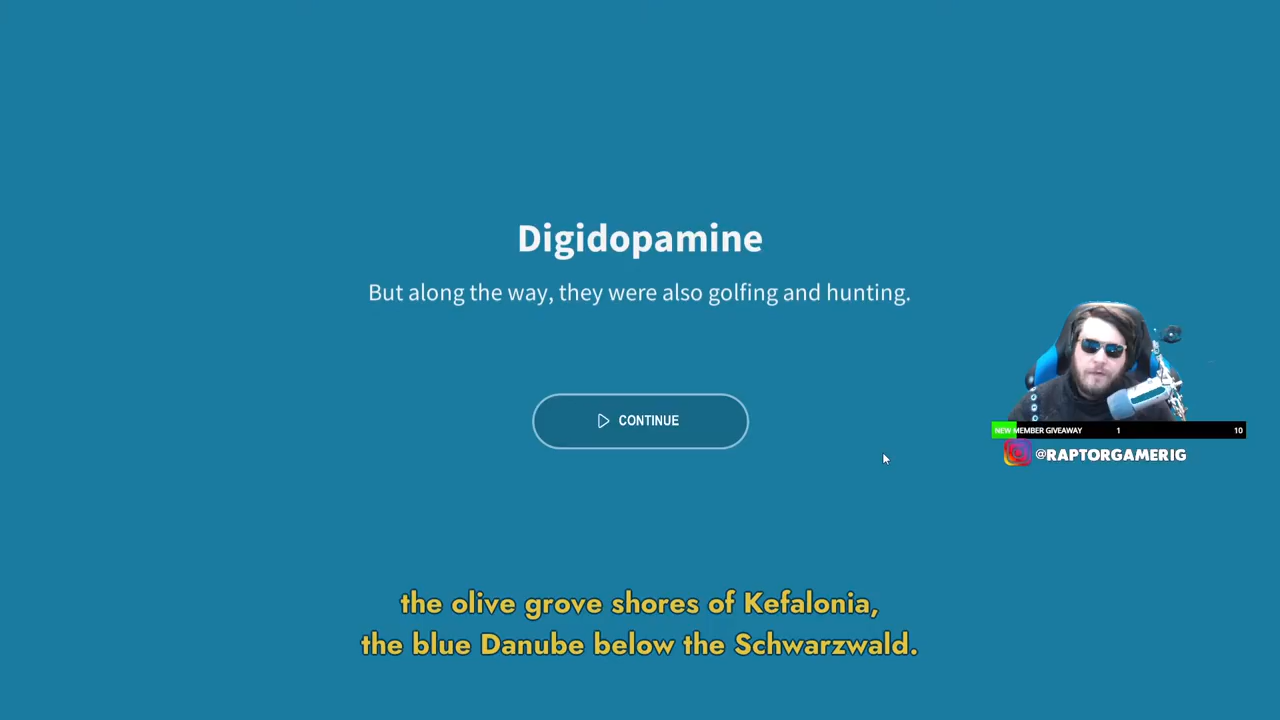 Digidopamine
But along the way, they were also golfing and hunting.
CONTINUE
NEW MEMBER GIVEAWAY 1 10
@RAPTORGAMERIG
the olive grove shores of Kefalonia,
the blue Danube below the Schwarzwald.